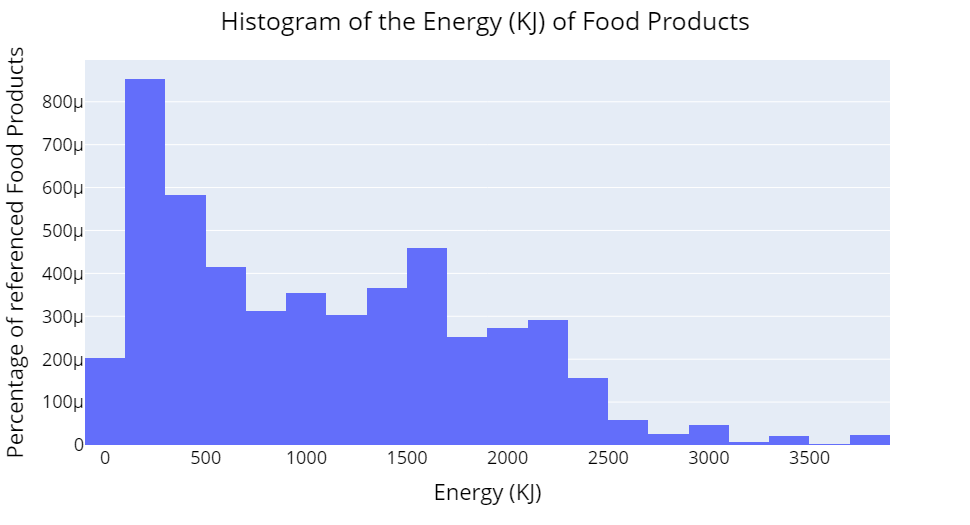 Histogram of the Energy (KJ) of Food Products
Percentage of referenced Food Products
800μ
700μ
600μ
500μ
400μ
300μ
200μ
100μ
0
0 500 1000 1500 2000 2500 3000 3500
Energy (KJ)